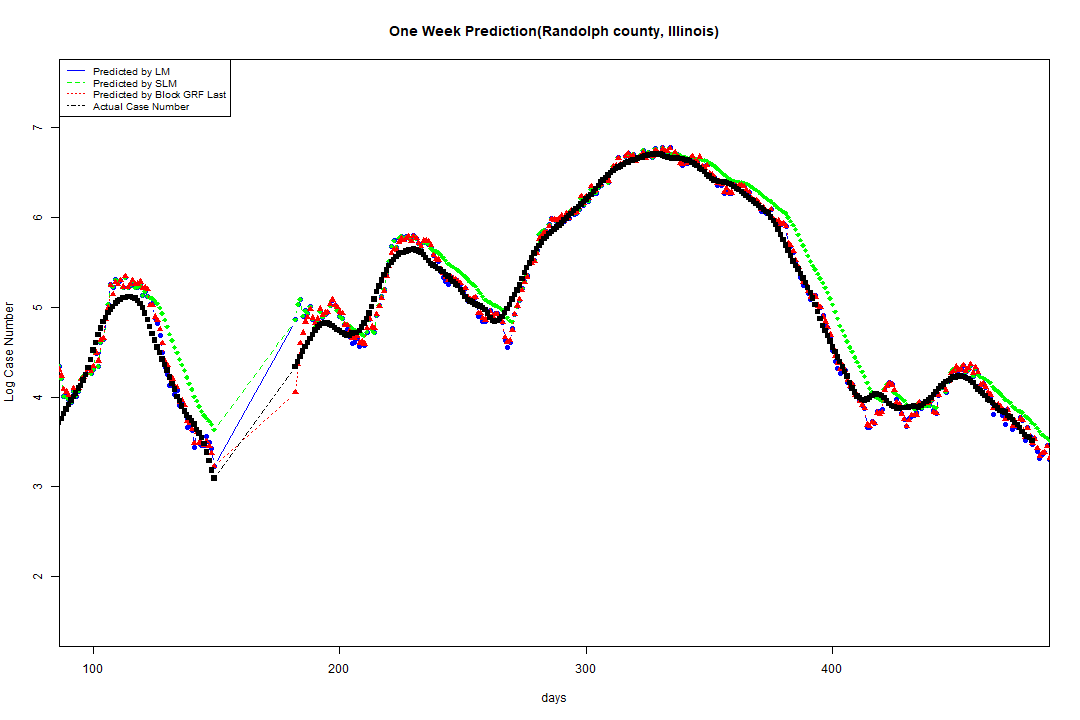 One Week Prediction(Randolph county, Illinois)
Predicted by LM
Predicted by SLM
Predicted by Block GRF Last
Actual Case Number
Log Case Number
7
6
5
4
3
2
100 200 300 400
days